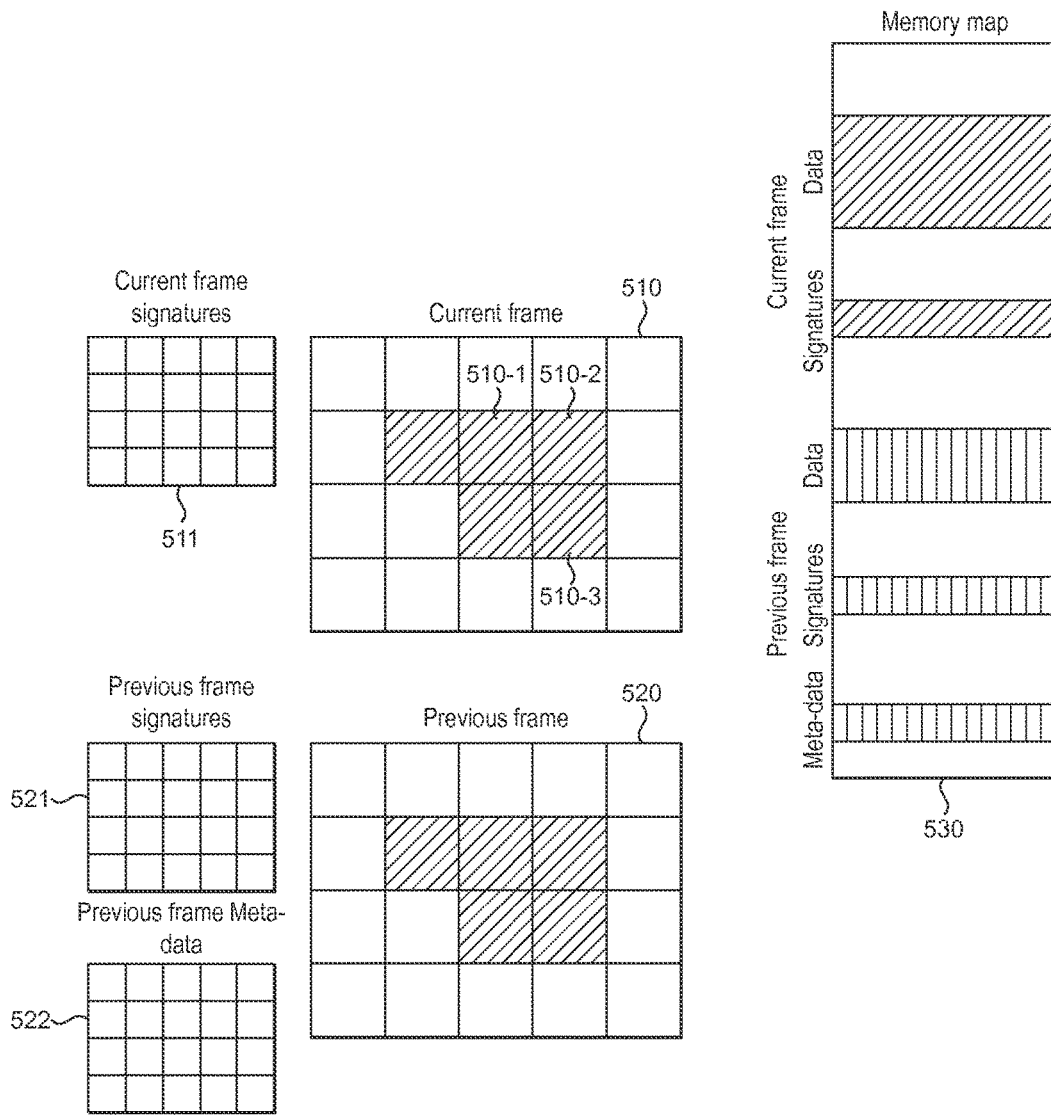 Memory map
Current frame
Data
Signatures
Previous frame
Data
Signatures
Meta-data
530
Current frame
signatures
511
Current frame
510
510-1
510-2
510-3
Previous frame
signatures
521
Previous frame Meta-
data
522
Previous frame
520